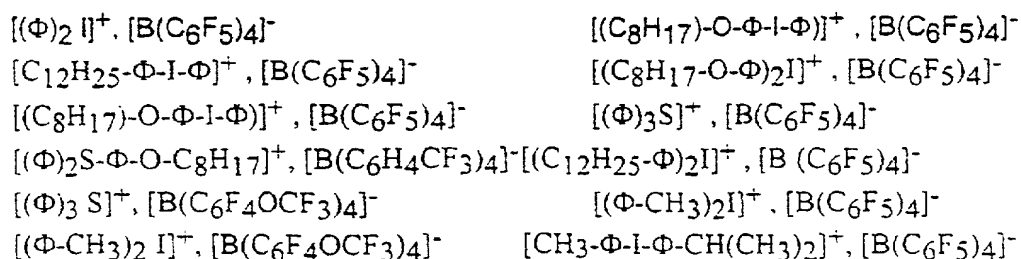 [(Φ)2 I]+, [B(C6F5)4]- [(C8H17)-O-Φ-I-Φ)]+, [B(C6F5)4]-
[C12H25-Φ-I-Φ]+ , [B(C6F5)4]- [(C8H17-O-Φ)2I]+, [B(C6F5)4]-
[(C8H17)-O-Φ-I-Φ)]+ , [B(C6F5)4]- [(Φ)3S]+ , [B(C6F5)4]-
[(Φ)2S-Φ-O-C8H17]+, [B(C6H4CF3)4]- [(C12H25-Φ)2I]+, [B (C6F5)4]-
[(Φ)3 S]+, [B(C6F4OCF3)4]- [(Φ-CH3)2I]+ , [B(C6F5)4]-
[(Φ-CH3)2 I]+, [B(C6F4OCF3)4]- [CH3-Φ-I-Φ-CH(CH3)2]+, [B(C6F5)4]-